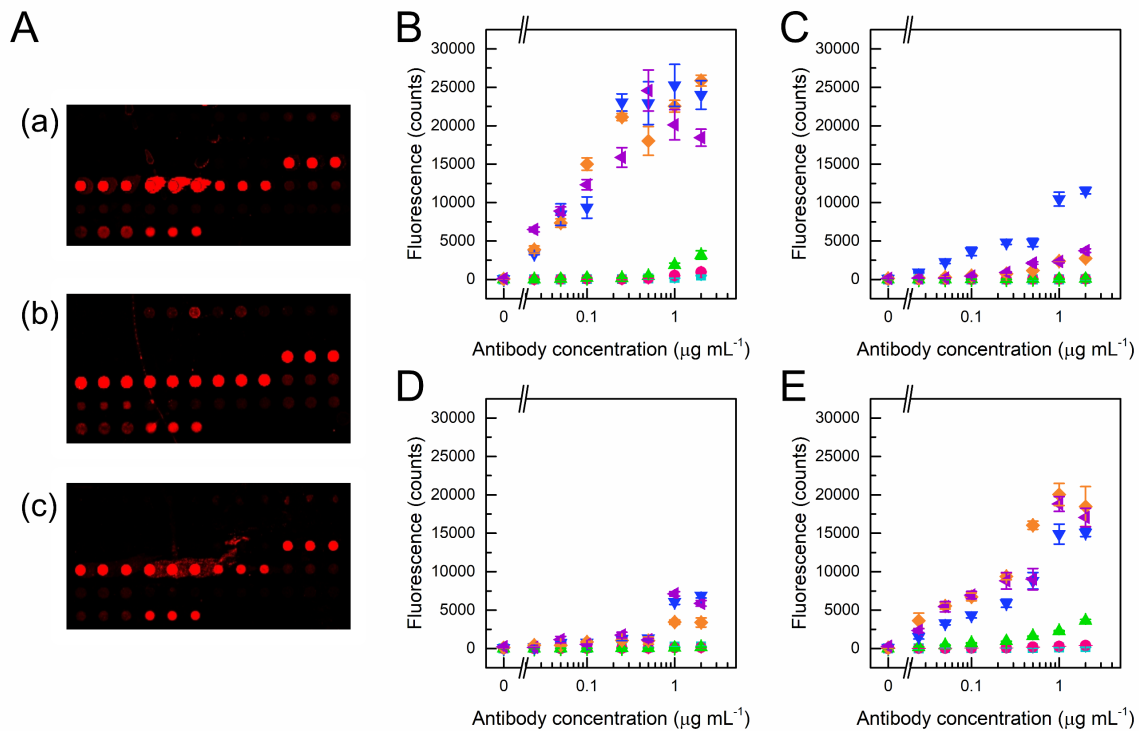 A
(a)
(b)
(c)
B
30000
25000
20000
15000
10000
5000
0
Fluorescence (counts)
0
0.1
1
Antibody concentration (μg mL⁻¹)
C
30000
25000
20000
15000
10000
5000
0
Fluorescence (counts)
0
0.1
1
Antibody concentration (μg mL⁻¹)
D
30000
25000
20000
15000
10000
5000
0
Fluorescence (counts)
0
0.1
1
Antibody concentration (μg mL⁻¹)
E
30000
25000
20000
15000
10000
5000
0
Fluorescence (counts)
0
0.1
1
Antibody concentration (μg mL⁻¹)